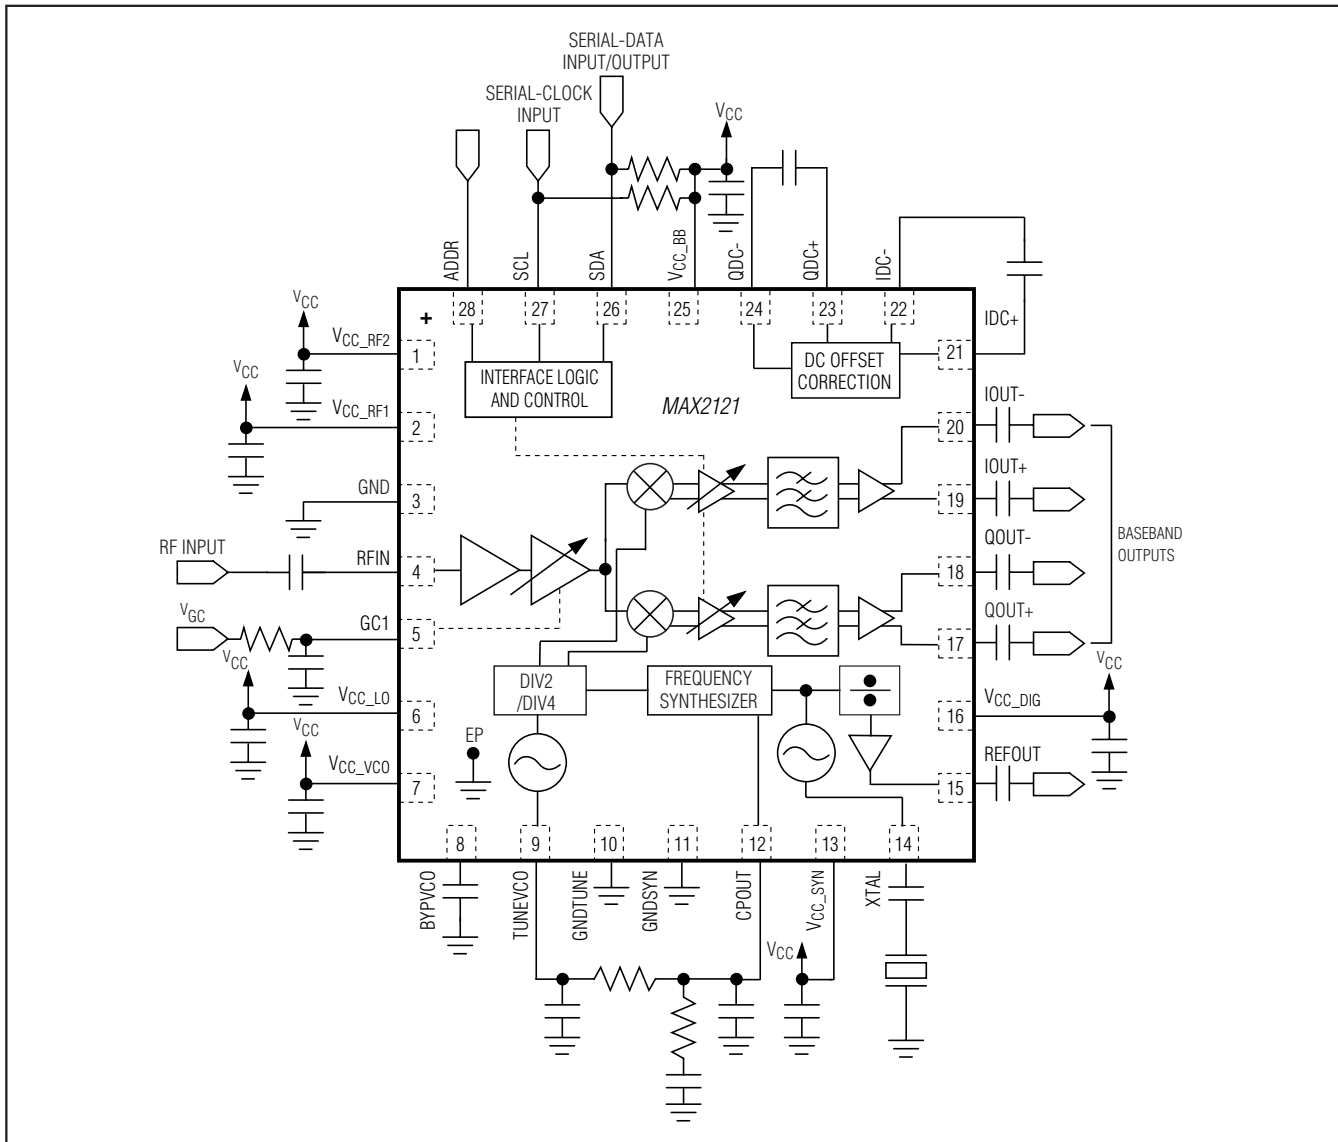 SERIAL-DATA
INPUT/OUTPUT
SERIAL-CLOCK
INPUT
VCC
ADDR
SCL
SDA
VCC_BB
QDC-
QDC+
IDC-
IDC+
28
27
26
25
24
23
22
+
VCC
VCC_RF2
1
INTERFACE LOGIC
AND CONTROL
DC OFFSET
CORRECTION
21
VCC
VCC_RF1
2
MAX2121
20
IOUT-
GND
3
19
IOUT+
RF INPUT
RFIN
4
18
QOUT-
BASEBAND
OUTPUTS
VGC
GC1
5
17
QOUT+
VCC
VCC_LO
6
DIV2
/DIV4
FREQUENCY
SYNTHESIZER
16
VCC_DIG
VCC
VCC
VCC_VCO
7
EP
15
REFOUT
8
9
10
11
12
13
14
BYPVCO
TUNEVCO
GNDTUNE
GNDSYN
CPOUT
VCC_SYN
XTAL
VCC